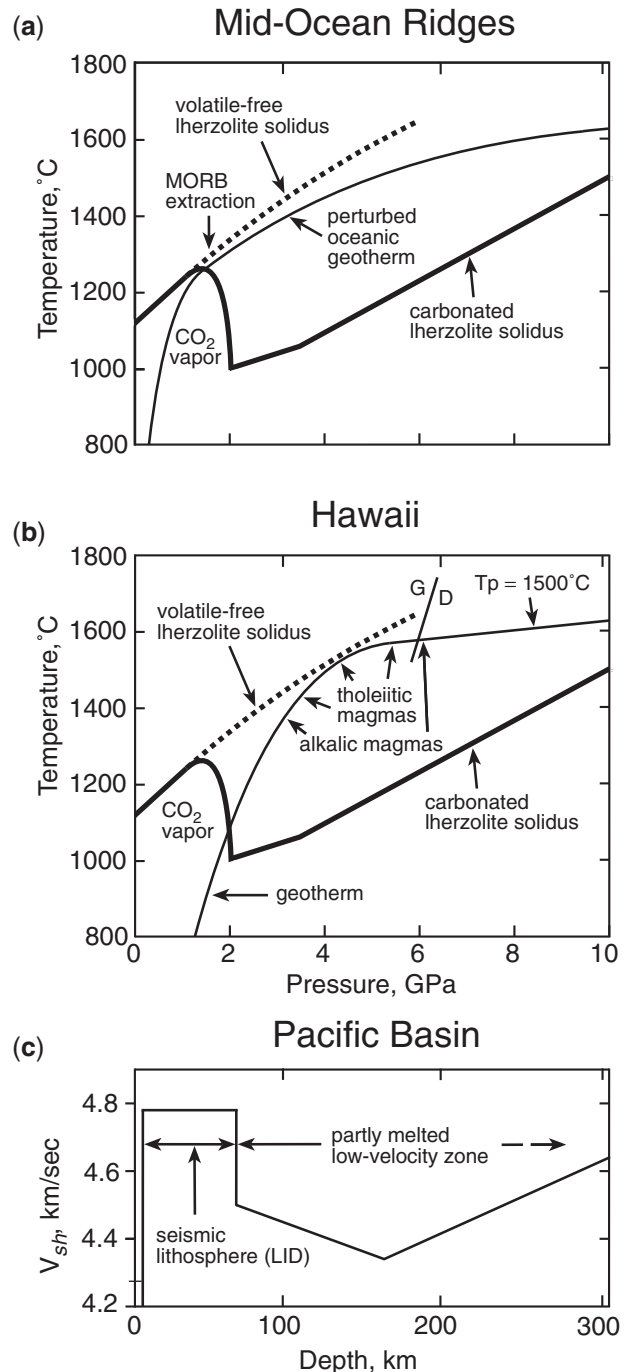 (a)
Mid-Ocean Ridges
1800
1600
1400
1200
1000
800
Temperature,˚C
volatile-free
lherzolite solidus
MORB
extraction
perturbed
oceanic
geotherm
CO2
vapor
carbonated
lherzolite solidus
(b)
Hawaii
1800
1600
1400
1200
1000
800
Temperature,˚C
G
D
Tp = 1500˚C
volatile-free
lherzolite solidus
tholeiitic
magmas
alkalic magmas
CO2
vapor
carbonated
lherzolite solidus
geotherm
0
2
4
6
8
10
Pressure, GPa
(c)
Pacific Basin
4.8
4.6
4.4
4.2
Vsh, km/sec
partly melted
low-velocity zone
seismic
lithosphere (LID)
0
100
200
300
Depth, km